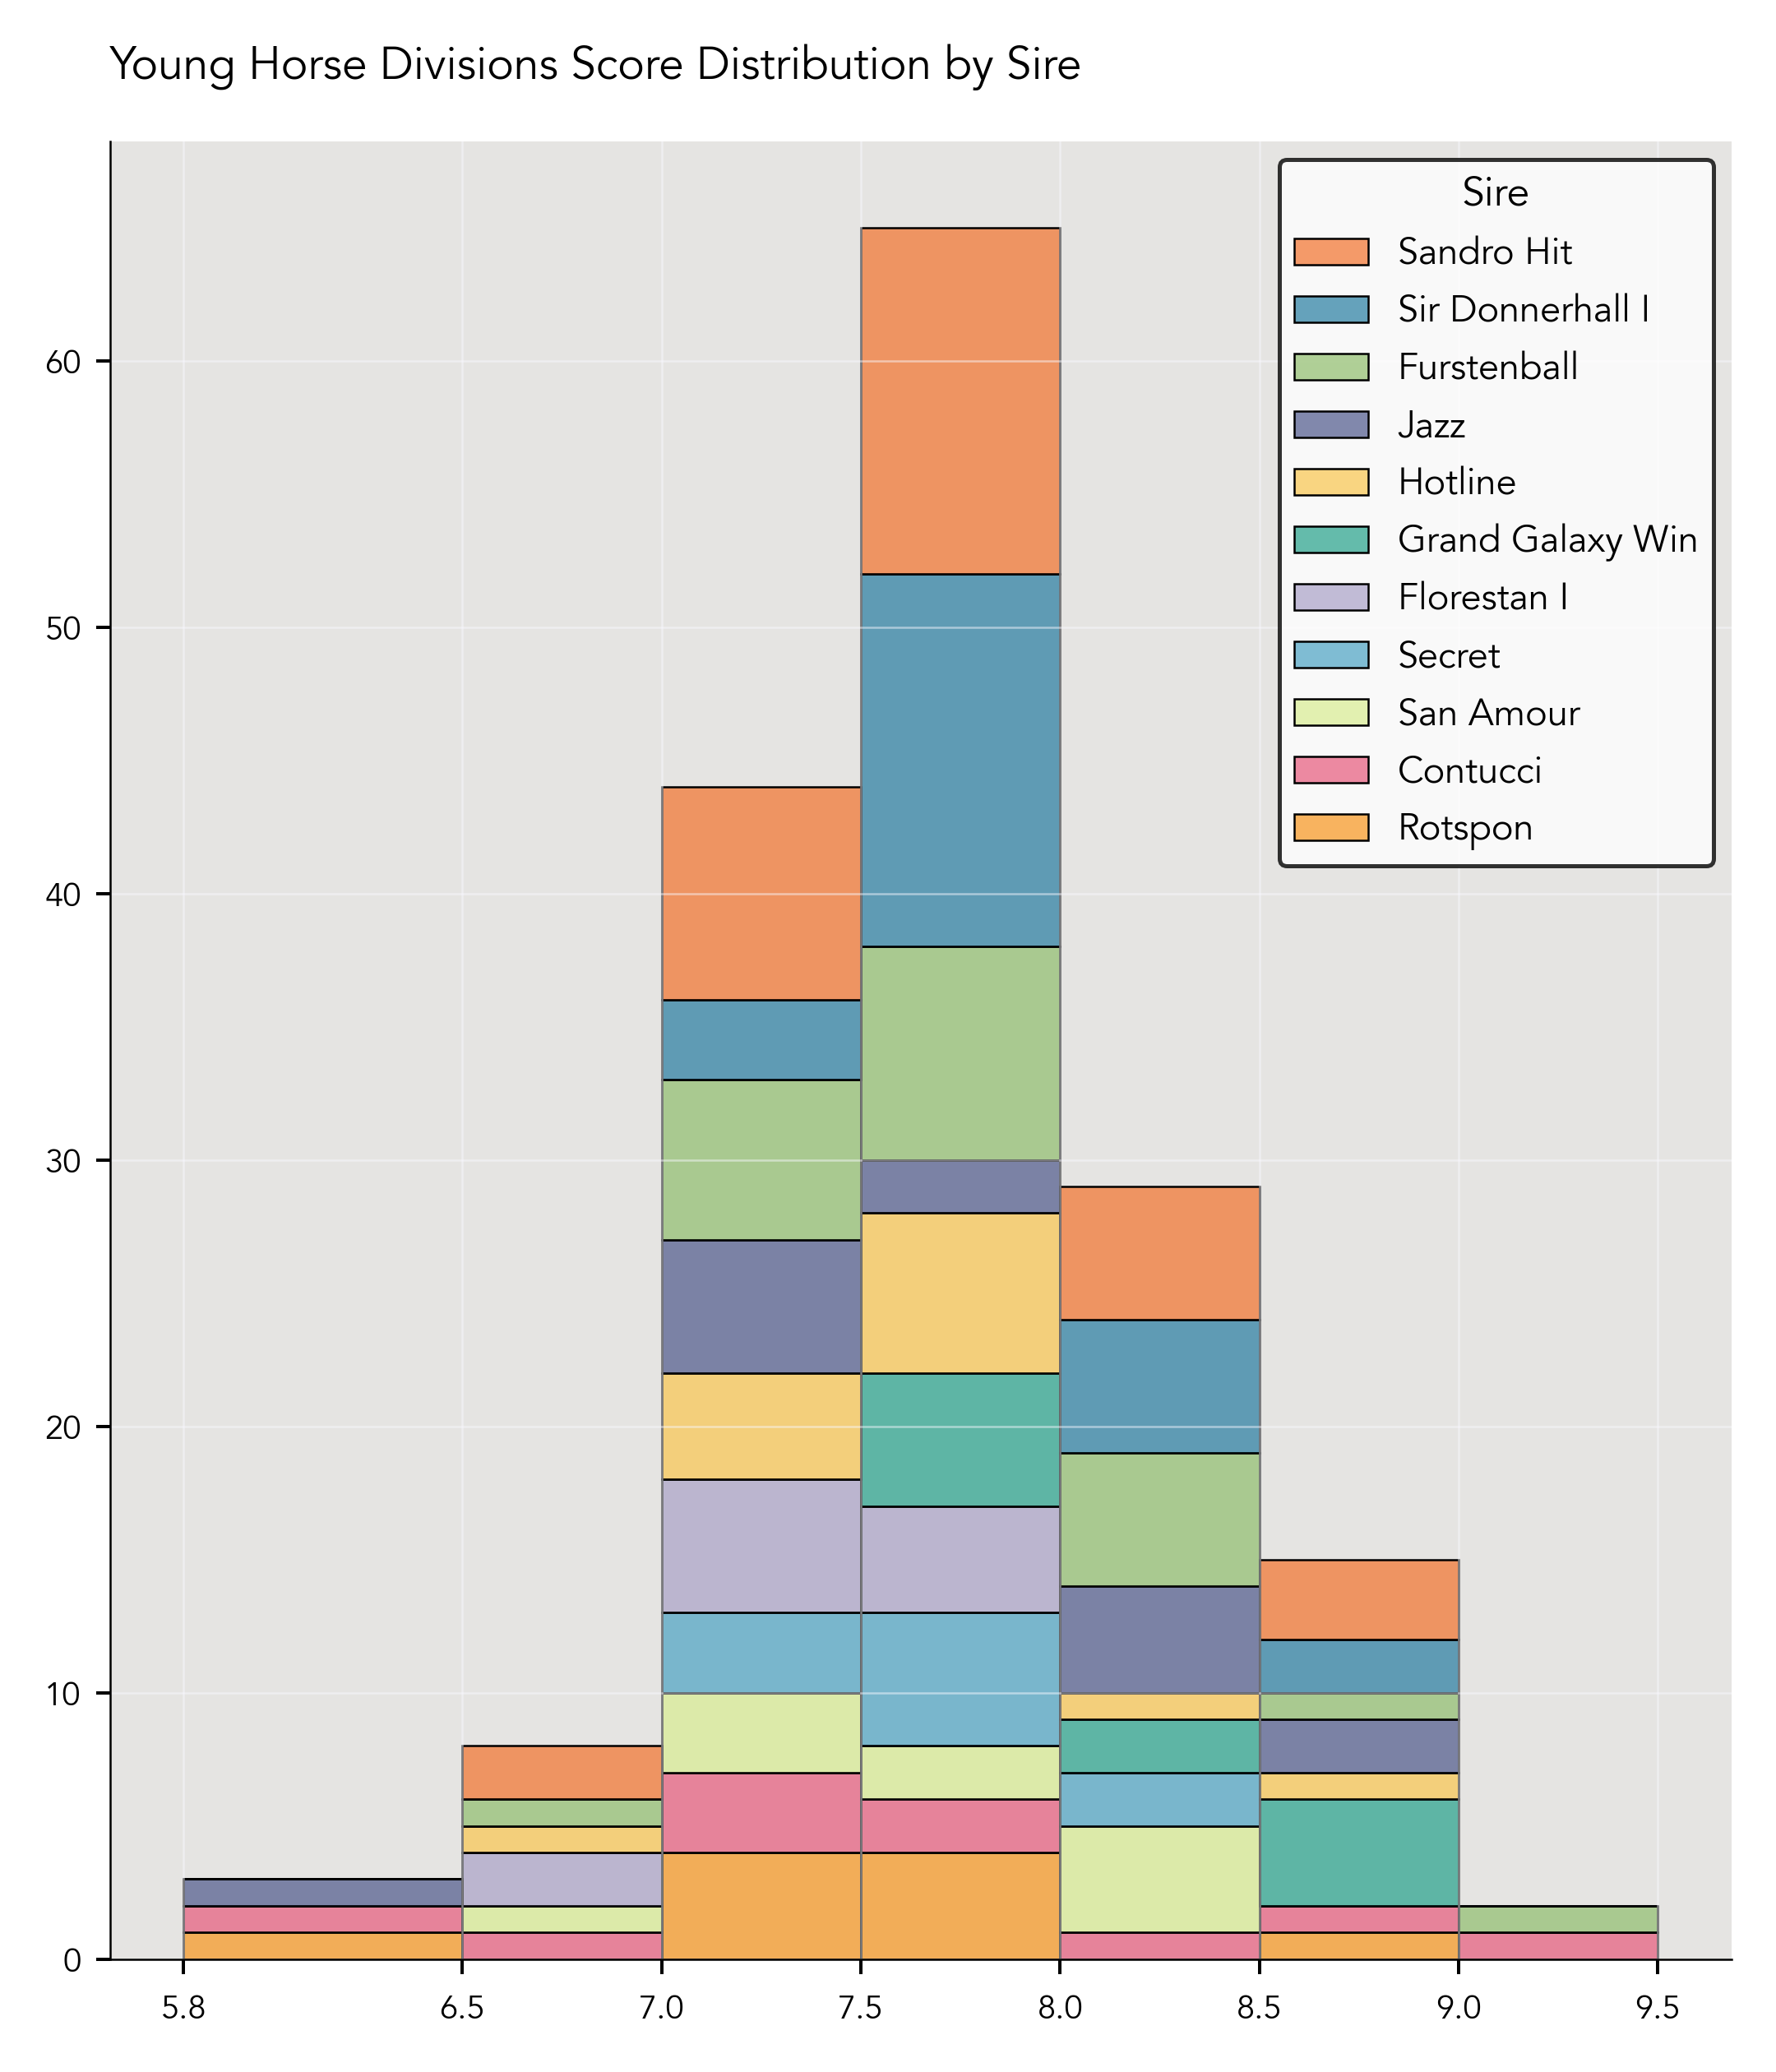 Young Horse Divisions Score Distribution by Sire
Sire
Sandro Hit
Sir Donnerhall I
Furstenball
Jazz
Hotline
Grand Galaxy Win
Florestan I
Secret
San Amour
Contucci
Rotspon
60
50
40
30
20
10
0
5.8 6.5 7.0 7.5 8.0 8.5 9.0 9.5